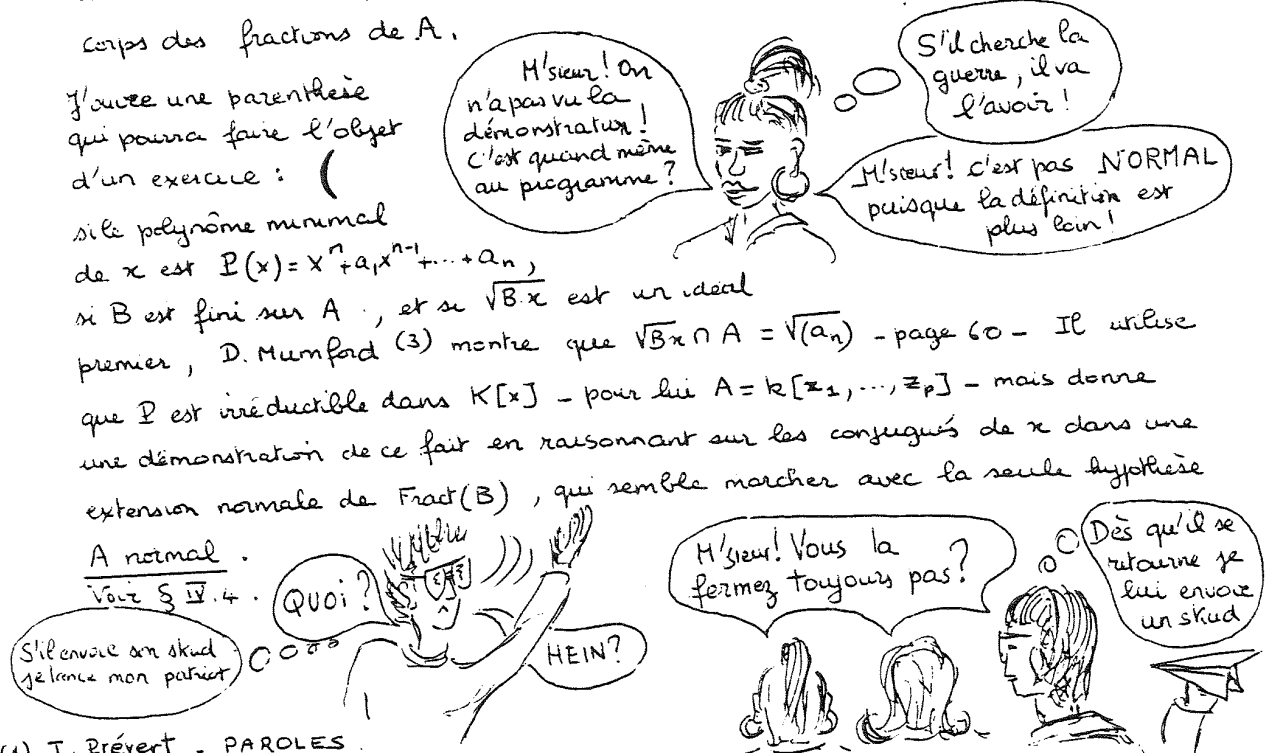 corps des fractions de A.
J'ouvre une parenthèse
qui pourra faire l'objet
d'un exercice : (
si le polynôme minimal
de x est P(x) = xⁿ + a₁xⁿ⁻¹ + ... + aₙ,
si B est fini sur A , et si √B.x est un idéal
premier, D. Mumford (3) montre que √Bx ∩ A = √(aₙ) - page 60 - Il utilise
que P est irréductible dans K[x] - pour lui A = k[z₁, ..., zₚ] - mais donne
une démonstration de ce fait en raisonnant sur les conjugués de x dans une
extension normale de Fract(B), qui semble marcher avec la seule hypothèse
A normal .
Voir § IV.4 .
M'sieur! On
n'a pas vu la
démonstration!
C'est quand même
au programme?
S'il cherche la
guerre, il va
l'avoir!
M'sieur! C'est pas NORMAL
puisque la définition est
plus loin!
QUOI?
S'il envoie son skud
je lance mon patriot
HEIN?
M'sieur! Vous la
fermez toujours pas?
Dès qu'il se
retourne je
lui envoie
un skud
(1) J. Prévert - PAROLES